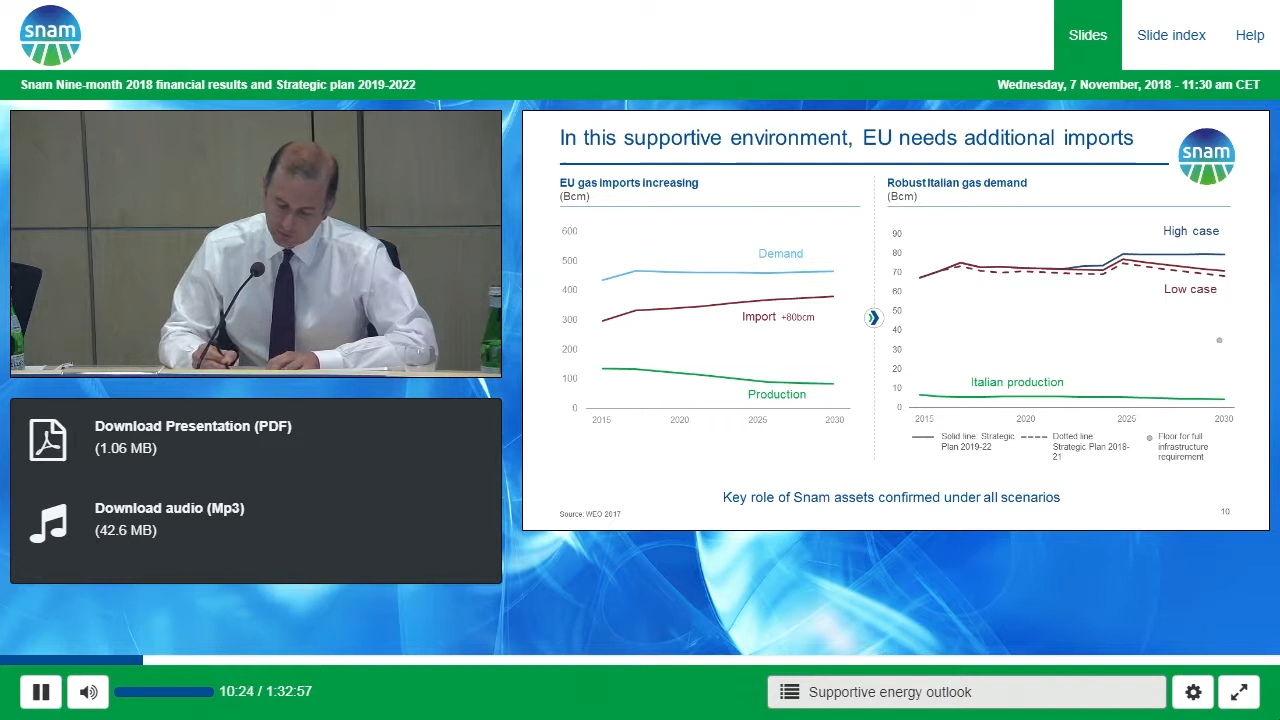 snam
Slides
Slide index
Help
Snam Nine-month 2018 financial results and Strategic plan 2019-2022
Wednesday, 7 November, 2018 - 11:30 am CET
Download Presentation (PDF)
(1.06 MB)
Download audio (Mp3)
(42.6 MB)
In this supportive environment, EU needs additional imports
snam
EU gas imports increasing
(Bcm)
600
500
400
300
200
100
0
Demand
Import +80bcm
Production
2015
2020
2025
2030
Robust Italian gas demand
(Bcm)
90
80
70
60
50
40
30
20
10
0
High case
Low case
Italian production
2015
2020
2025
2030
Solid line: Strategic
Plan 2019-22
Dotted line
Strategic Plan 2018-
21
Floor for full
infrastructure
requirement
Key role of Snam assets confirmed under all scenarios
Source: WEO 2017
10
10:24 / 1:32:57
Supportive energy outlook